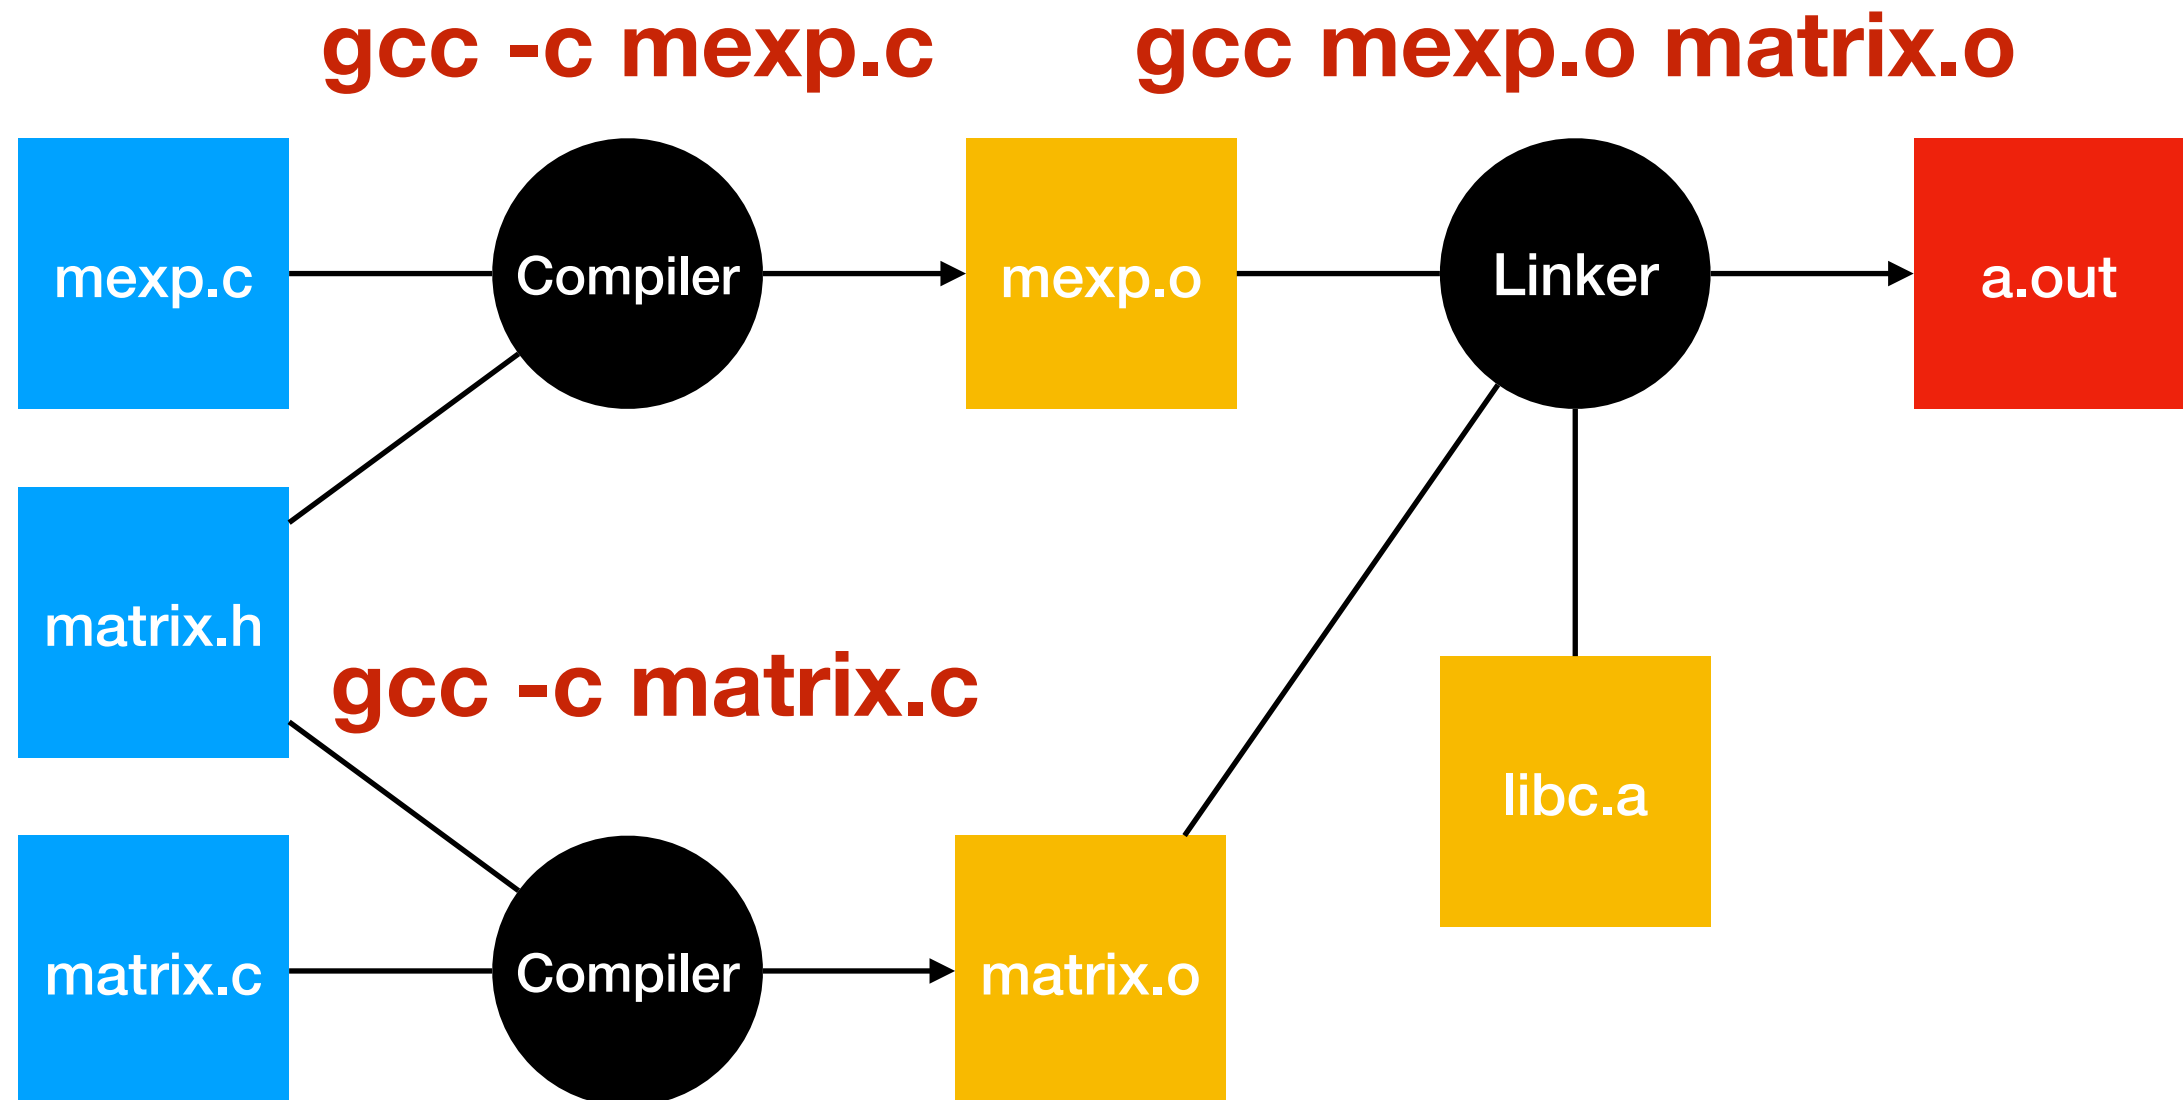 gcc -c mexp.c
gcc mexp.o matrix.o
mexp.c
Compiler
mexp.o
Linker
a.out
matrix.h
gcc -c matrix.c
libc.a
matrix.c
Compiler
matrix.o